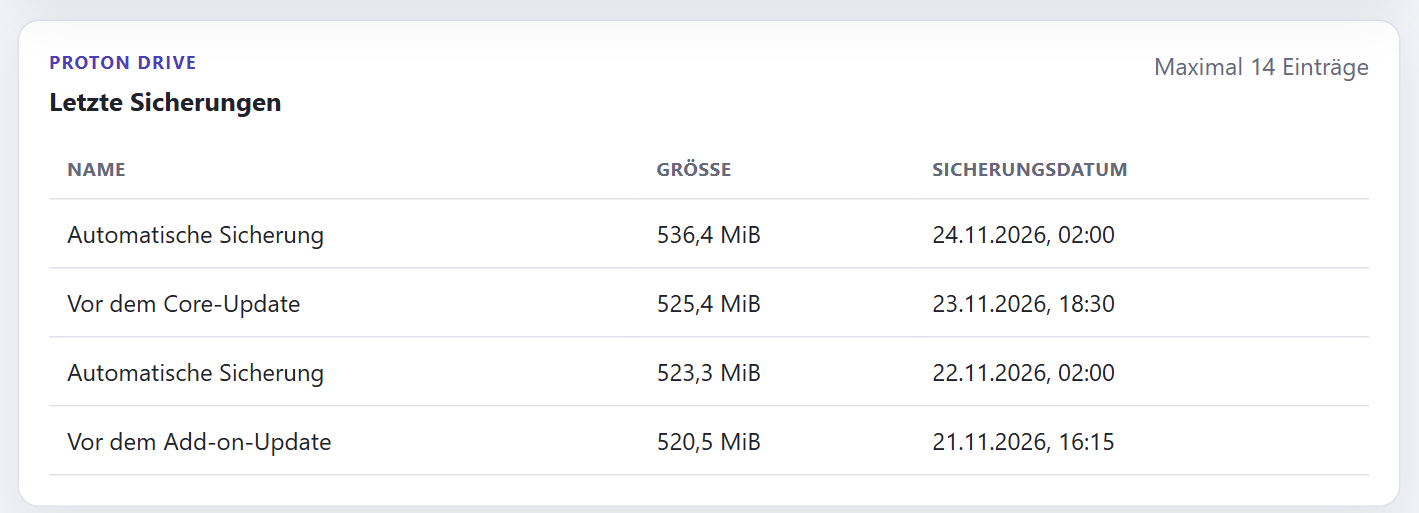 PROTON DRIVE
Letzte Sicherungen
Maximal 14 Einträge
NAME GRÖSSE SICHERUNGSDATUM
Automatische Sicherung 536,4 MiB 24.11.2026, 02:00
Vor dem Core-Update 525,4 MiB 23.11.2026, 18:30
Automatische Sicherung 523,3 MiB 22.11.2026, 02:00
Vor dem Add-on-Update 520,5 MiB 21.11.2026, 16:15